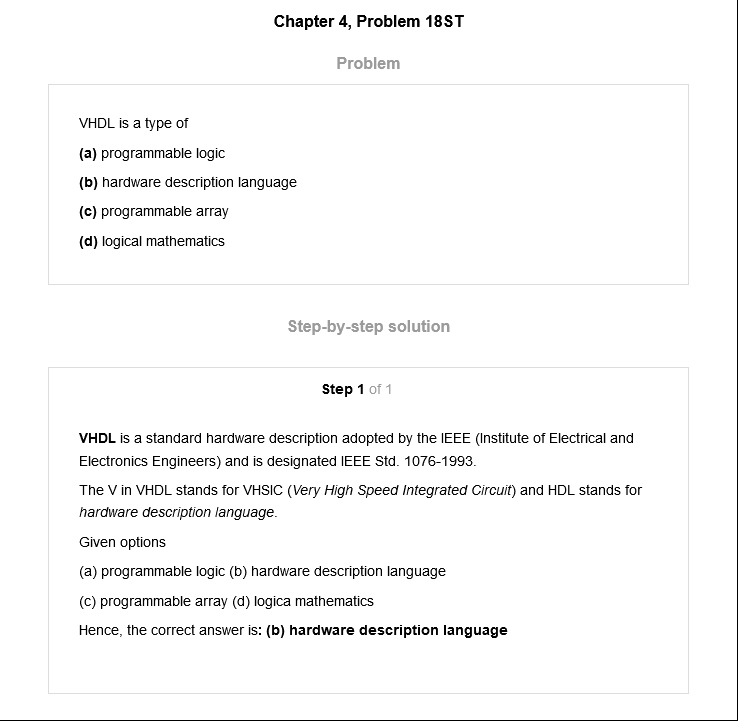 Chapter 4, Problem 18ST
Problem
VHDL is a type of
(a) programmable logic
(b) hardware description language
(c) programmable array
(d) logical mathematics
Step-by-step solution
Step 1 of 1
VHDL is a standard hardware description adopted by the IEEE (Institute of Electrical and
Electronics Engineers) and is designated IEEE Std. 1076-1993.
The V in VHDL stands for VHSIC (Very High Speed Integrated Circuit) and HDL stands for
hardware description language.
Given options
(a) programmable logic (b) hardware description language
(c) programmable array (d) logica mathematics
Hence, the correct answer is: (b) hardware description language